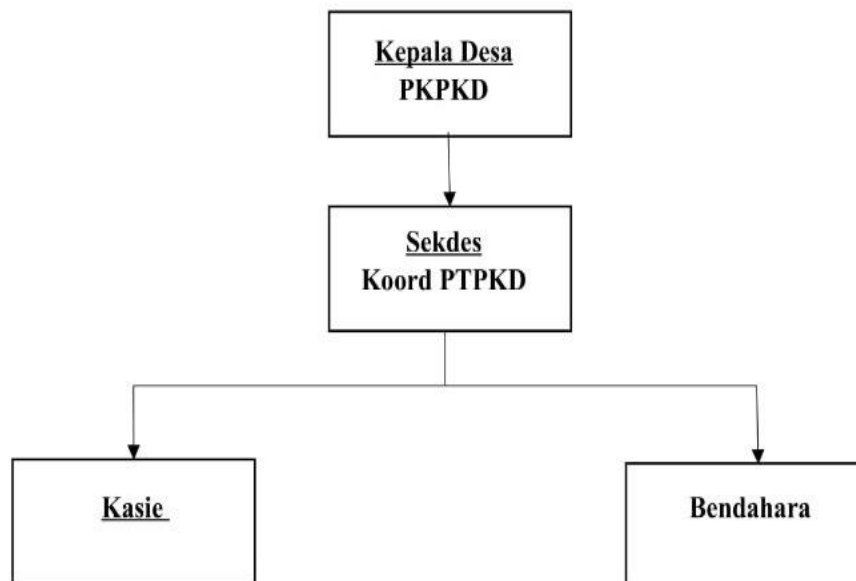 Kepala Desa
PKPKD
Sekdes
Koord PTPKD
Kasie
Bendahara